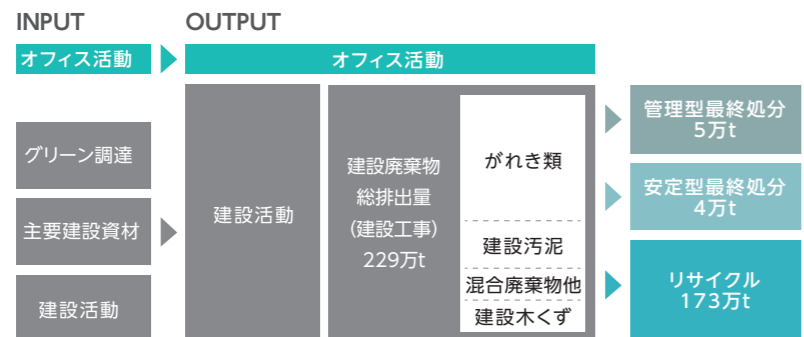 INPUT
OUTPUT
オフィス活動
オフィス活動
グリーン調達
主要建設資材
建設活動
建設活動
建設廃棄物
総排出量
(建設工事)
229万t
がれき類
建設汚泥
混合廃棄物他
建設木くず
管理型最終処分
5万t
安定型最終処分
4万t
リサイクル
173万t